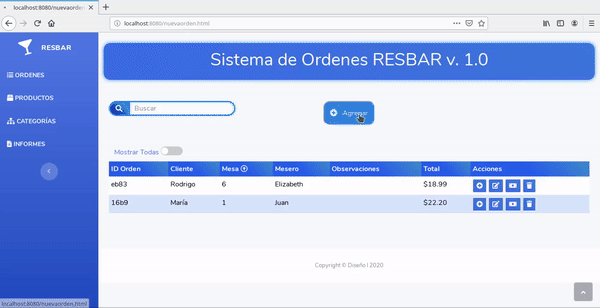 localhost:8080/nuevaorden
localhost:8080/nuevaorden.html
RESBAR
Sistema de Ordenes RESBAR v. 1.0
ORDENES
PRODUCTOS
CATEGORÍAS
INFORMES
Buscar
Agregar
Mostrar Todas
ID Orden Cliente Mesa Mesero Observaciones Total Acciones
eb83 Rodrigo 6 Elizabeth $18.99
16b9 María 1 Juan $22.20
Copyright © Diseño I 2020
localhost:8080/nuevaorden.html